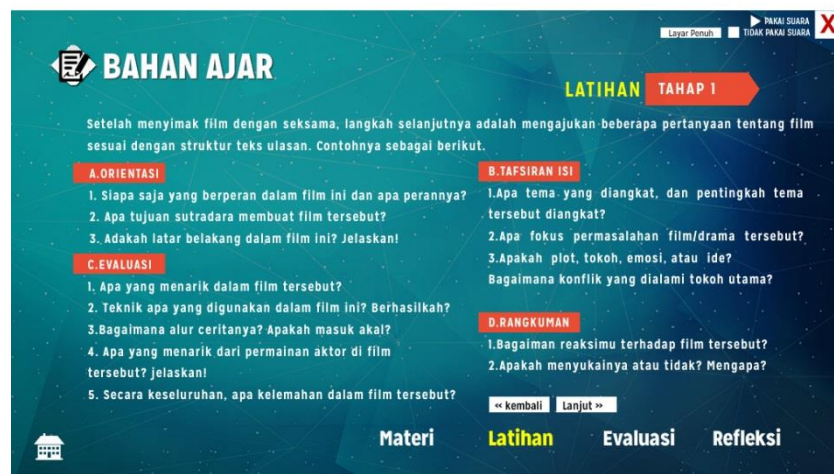 PAKAI SUARA
Layar Penuh
TIDAK PAKAI SUARA
X
BAHAN AJAR
LATIHAN TAHAP 1
Setelah menyimak film dengan seksama, langkah selanjutnya adalah mengajukan beberapa pertanyaan tentang film
sesuai dengan struktur teks ulasan. Contohnya sebagai berikut.
A.ORIENTASI
1. Siapa saja yang berperan dalam film ini dan apa perannya?
2. Apa tujuan sutradara membuat film tersebut?
3. Adakah latar belakang dalam film ini? Jelaskan!
B.TAFSIRAN ISI
1.Apa tema yang diangkat, dan pentingkah tema
tersebut diangkat?
2.Apa fokus permasalahan film/drama tersebut?
3.Apakah plot, tokoh, emosi, atau ide?
Bagaimana konflik yang dialami tokoh utama?
C.EVALUASI
1. Apa yang menarik dalam film tersebut?
2. Teknik apa yang digunakan dalam film ini? Berhasilkah?
3.Bagaimana alur ceritanya? Apakah masuk akal?
4. Apa yang menarik dari permainan aktor di film
tersebut? jelaskan!
5. Secara keseluruhan, apa kelemahan dalam film tersebut?
D.RANGKUMAN
1.Bagaiman reaksimu terhadap film tersebut?
2.Apakah menyukainya atau tidak? Mengapa?
« kembali
Lanjut »
Materi
Latihan
Evaluasi
Refleksi